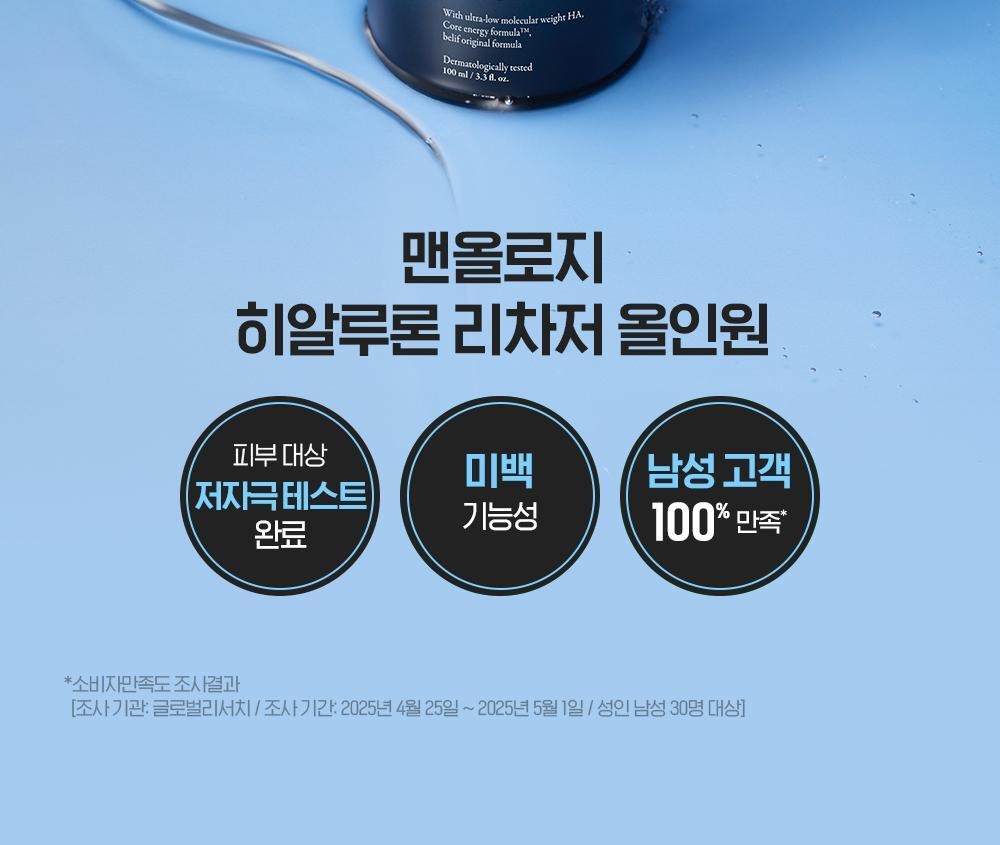 With ultra-low molecular weight HA,
Core energy formula™,
belif original formula
Dermatologically tested
100 ml / 3.3 fl. oz.
맨올로지
히알루론 리차저 올인원
피부 대상
저자극 테스트
완료
미백
기능성
남성 고객
100% 만족*
*소비자만족도 조사결과
[조사 기관: 글로벌리서치 / 조사 기간: 2025년 4월 25일 ~ 2025년 5월 1일 / 성인 남성 30명 대상]